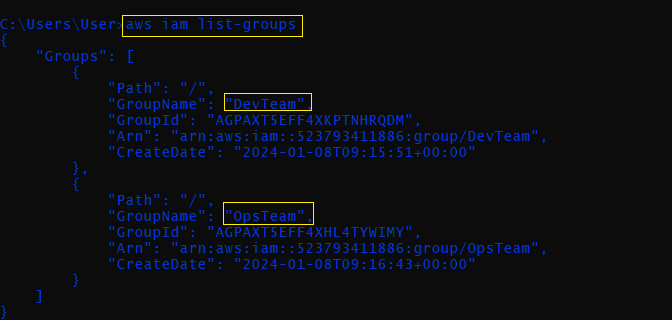 C:\Users\User>aws iam list-groups
{
    "Groups": [
        {
            "Path": "/",
            "GroupName": "DevTeam",
            "GroupId": "AGPAXT5EFF4XKPTNHRQDM",
            "Arn": "arn:aws:iam::523793411886:group/DevTeam",
            "CreateDate": "2024-01-08T09:15:51+00:00"
        },
        {
            "Path": "/",
            "GroupName": "OpsTeam",
            "GroupId": "AGPAXT5EFF4XHL4TYWIMY",
            "Arn": "arn:aws:iam::523793411886:group/OpsTeam",
            "CreateDate": "2024-01-08T09:16:43+00:00"
        }
    ]
}